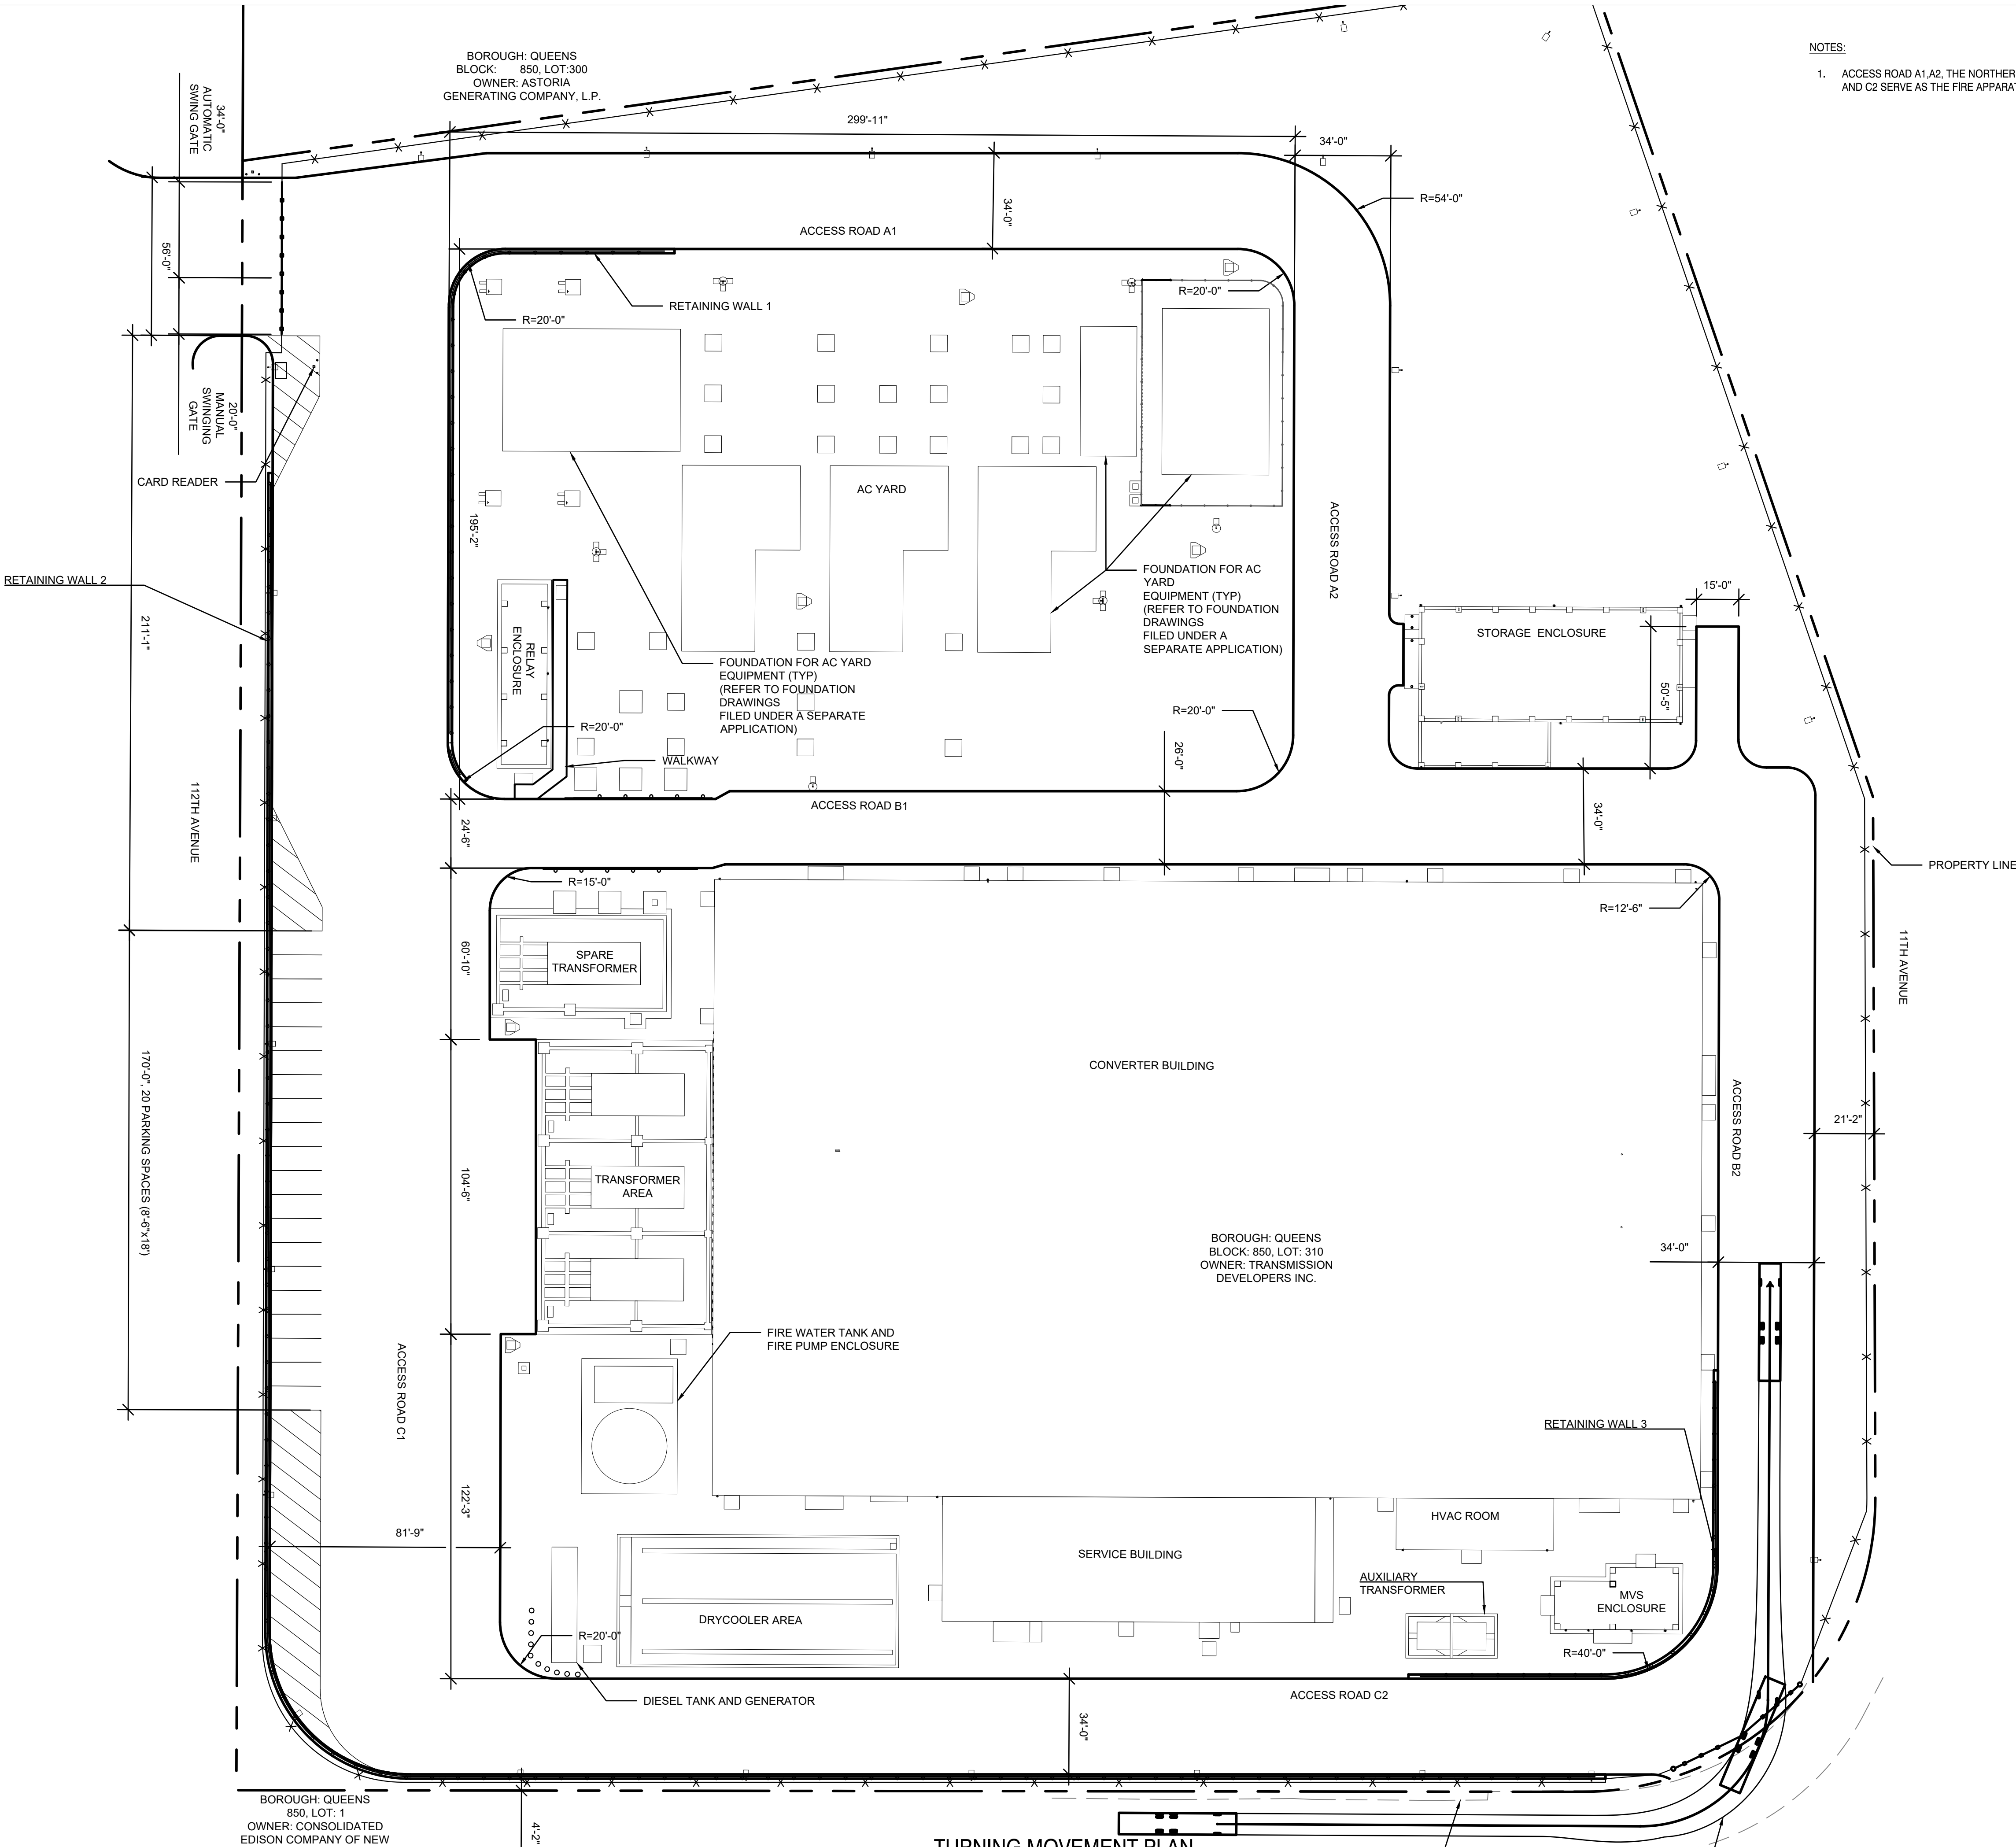 NOTES:
1. ACCESS ROAD A1,A2, THE NORTHER
AND C2 SERVE AS THE FIRE APPARAT
BOROUGH: QUEENS
BLOCK: 850, LOT:300
OWNER: ASTORIA
GENERATING COMPANY, L.P.
34'-0"
AUTOMATIC
SWING GATE
299'-11"
34'-0"
R=54'-0"
34'-0"
ACCESS ROAD A1
56'-0"
R=20'-0"
RETAINING WALL 1
R=20'-0"
20'-0"
MANUAL
SWINGING
GATE
CARD READER
AC YARD
195'-2"
ACCESS ROAD A2
RETAINING WALL 2
FOUNDATION FOR AC
YARD
EQUIPMENT (TYP)
(REFER TO FOUNDATION
DRAWINGS
FILED UNDER A
SEPARATE APPLICATION)
15'-0"
STORAGE ENCLOSURE
211'-1"
RELAY
ENCLOSURE
FOUNDATION FOR AC YARD
EQUIPMENT (TYP)
(REFER TO FOUNDATION
DRAWINGS
FILED UNDER A SEPARATE
APPLICATION)
50'-5"
R=20'-0"
R=20'-0"
WALKWAY
26'-0"
112TH AVENUE
ACCESS ROAD B1
24'-6"
34'-0"
PROPERTY LINE
R=15'-0"
R=12'-6"
60'-10"
SPARE
TRANSFORMER
11TH AVENUE
CONVERTER BUILDING
170'-0", 20 PARKING SPACES (8'-6"x18')
104'-6"
TRANSFORMER
AREA
ACCESS ROAD B2
21'-2"
BOROUGH: QUEENS
BLOCK: 850, LOT: 310
OWNER: TRANSMISSION
DEVELOPERS INC.
34'-0"
FIRE WATER TANK AND
FIRE PUMP ENCLOSURE
ACCESS ROAD C1
RETAINING WALL 3
122'-3"
81'-9"
HVAC ROOM
SERVICE BUILDING
AUXILIARY
TRANSFORMER
MVS
ENCLOSURE
DRYCOOLER AREA
R=20'-0"
R=40'-0"
DIESEL TANK AND GENERATOR
ACCESS ROAD C2
34'-0"
BOROUGH: QUEENS
850, LOT: 1
OWNER: CONSOLIDATED
EDISON COMPANY OF NEW
4'-2"
TURNING MOVEMENT PLAN